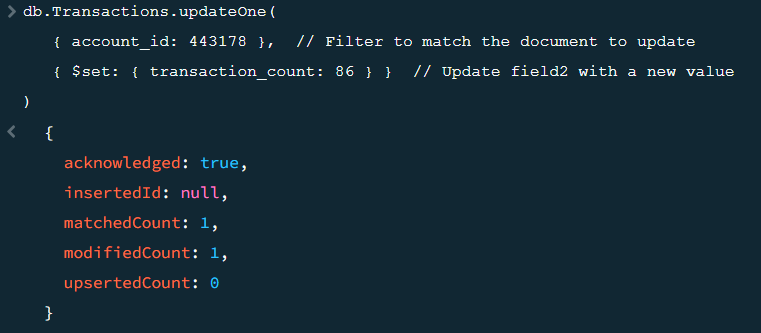 > db.Transactions.updateOne(
{ account_id: 443178 },  // Filter to match the document to update
{ $set: { transaction_count: 86 } }  // Update field2 with a new value
)
< {
acknowledged: true,
insertedId: null,
matchedCount: 1,
modifiedCount: 1,
upsertedCount: 0
}